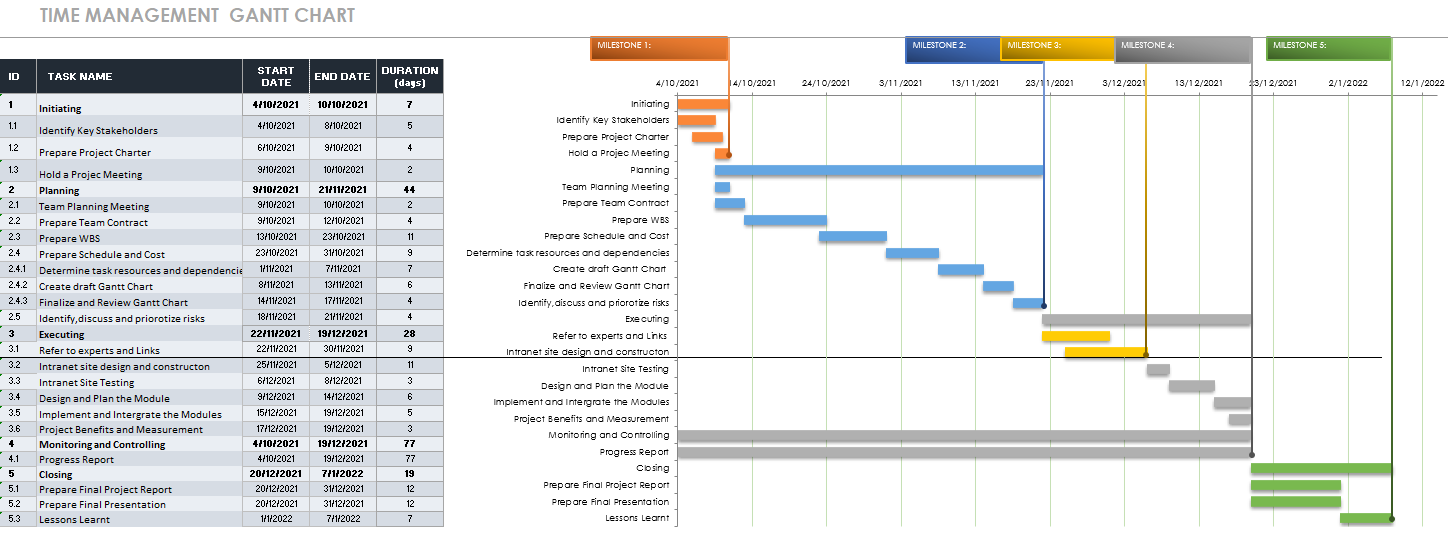 TIME MANAGEMENT  GANTT CHART
MILESTONE 1:
MILESTONE 2:
MILESTONE 3:
MILESTONE 4:
MILESTONE 5:
ID TASK NAME START DATE END DATE DURATION (days)
1 Initiating 4/10/2021 10/10/2021 7
1.1 Identify Key Stakeholders 4/10/2021 8/10/2021 5
1.2 Prepare Project Charter 6/10/2021 9/10/2021 4
1.3 Hold a Projec Meeting 9/10/2021 10/10/2021 2
2 Planning 9/10/2021 21/11/2021 44
2.1 Team Planning Meeting 9/10/2021 10/10/2021 2
2.2 Prepare Team Contract 9/10/2021 12/10/2021 4
2.3 Prepare WBS 13/10/2021 23/10/2021 11
2.4 Prepare Schedule and Cost 23/10/2021 31/10/2021 9
2.4.1 Determine task resources and dependencie 1/11/2021 7/11/2021 7
2.4.2 Create draft Gantt Chart 8/11/2021 13/11/2021 6
2.4.3 Finalize and Review Gantt Chart 14/11/2021 17/11/2021 4
2.5 Identify,discuss and priorotize risks 18/11/2021 21/11/2021 4
3 Executing 22/11/2021 19/12/2021 28
3.1 Refer to experts and Links 22/11/2021 30/11/2021 9
3.2 Intranet site design and constructon 25/11/2021 5/12/2021 11
3.3 Intranet Site Testing 6/12/2021 8/12/2021 3
3.4 Design and Plan the Module 9/12/2021 14/12/2021 6
3.5 Implement and Intergrate the Modules 15/12/2021 19/12/2021 5
3.6 Project Benefits and Measurement 17/12/2021 19/12/2021 3
4 Monitoring and Controlling 4/10/2021 19/12/2021 77
4.1 Progress Report 4/10/2021 19/12/2021 77
5 Closing 20/12/2021 7/1/2022 19
5.1 Prepare Final Project Report 20/12/2021 31/12/2021 12
5.2 Prepare Final Presentation 20/12/2021 31/12/2021 12
5.3 Lessons Learnt 1/1/2022 7/1/2022 7
4/10/2021 14/10/2021 24/10/2021 3/11/2021 13/11/2021 23/11/2021 3/12/2021 13/12/2021 23/12/2021 2/1/2022 12/1/2022
Initiating
Identify Key Stakeholders
Prepare Project Charter
Hold a Projec Meeting
Planning
Team Planning Meeting
Prepare Team Contract
Prepare WBS
Prepare Schedule and Cost
Determine task resources and dependencies
Create draft Gantt Chart
Finalize and Review Gantt Chart
Identify,discuss and priorotize risks
Executing
Refer to experts and Links
Intranet site design and constructon
Intranet Site Testing
Design and Plan the Module
Implement and Intergrate the Modules
Project Benefits and Measurement
Monitoring and Controlling
Progress Report
Closing
Prepare Final Project Report
Prepare Final Presentation
Lessons Learnt